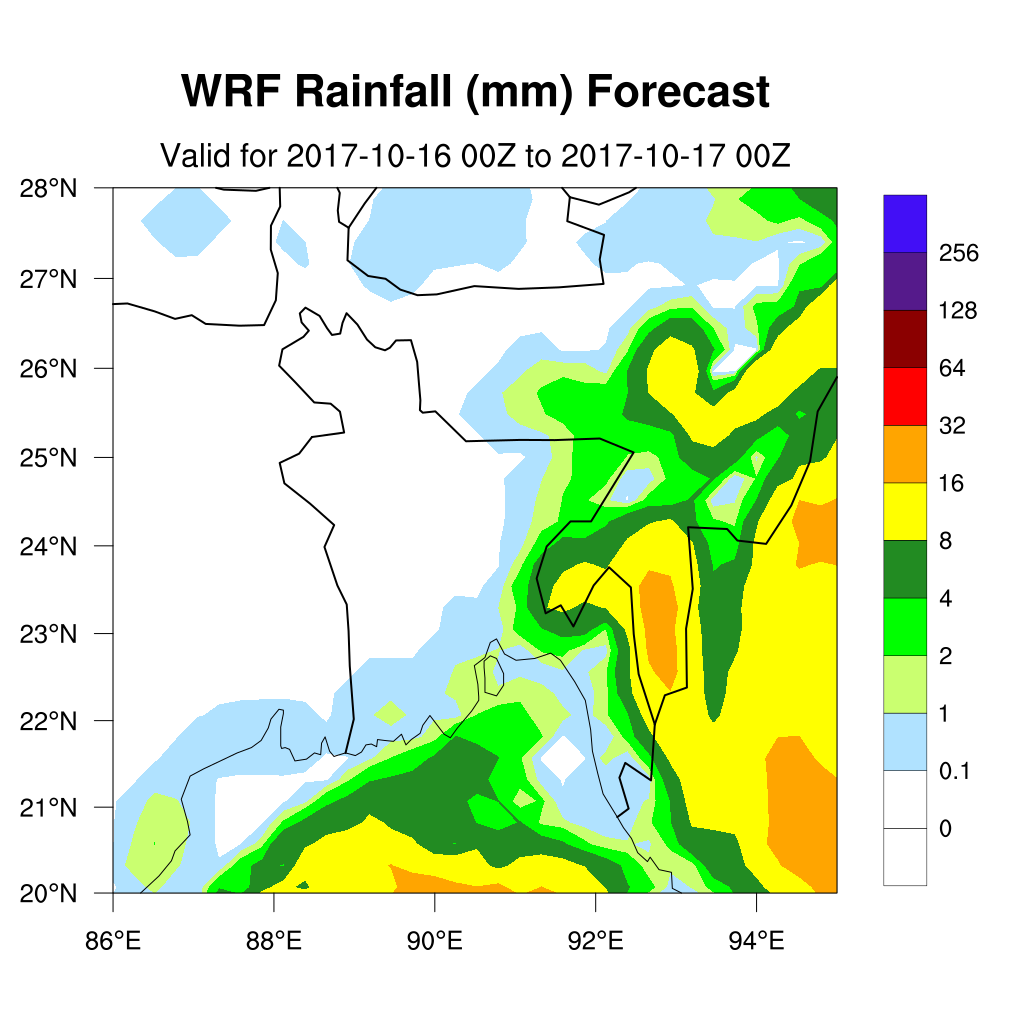 WRF Rainfall (mm) Forecast
Valid for 2017-10-16 00Z to 2017-10-17 00Z
28°N
27°N
26°N
25°N
24°N
23°N
22°N
21°N
20°N
86°E 88°E 90°E 92°E 94°E
256
128
64
32
16
8
4
2
1
0.1
0